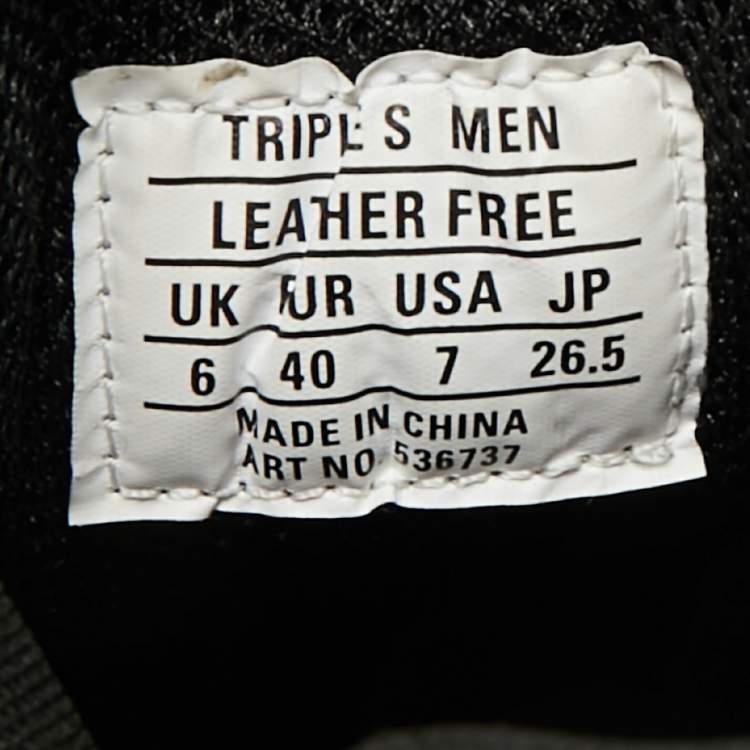 TRIPLE S MEN
LEATHER FREE
UK EUR USA JP
6 40 7 26.5
MADE IN CHINA
ART NO 536737